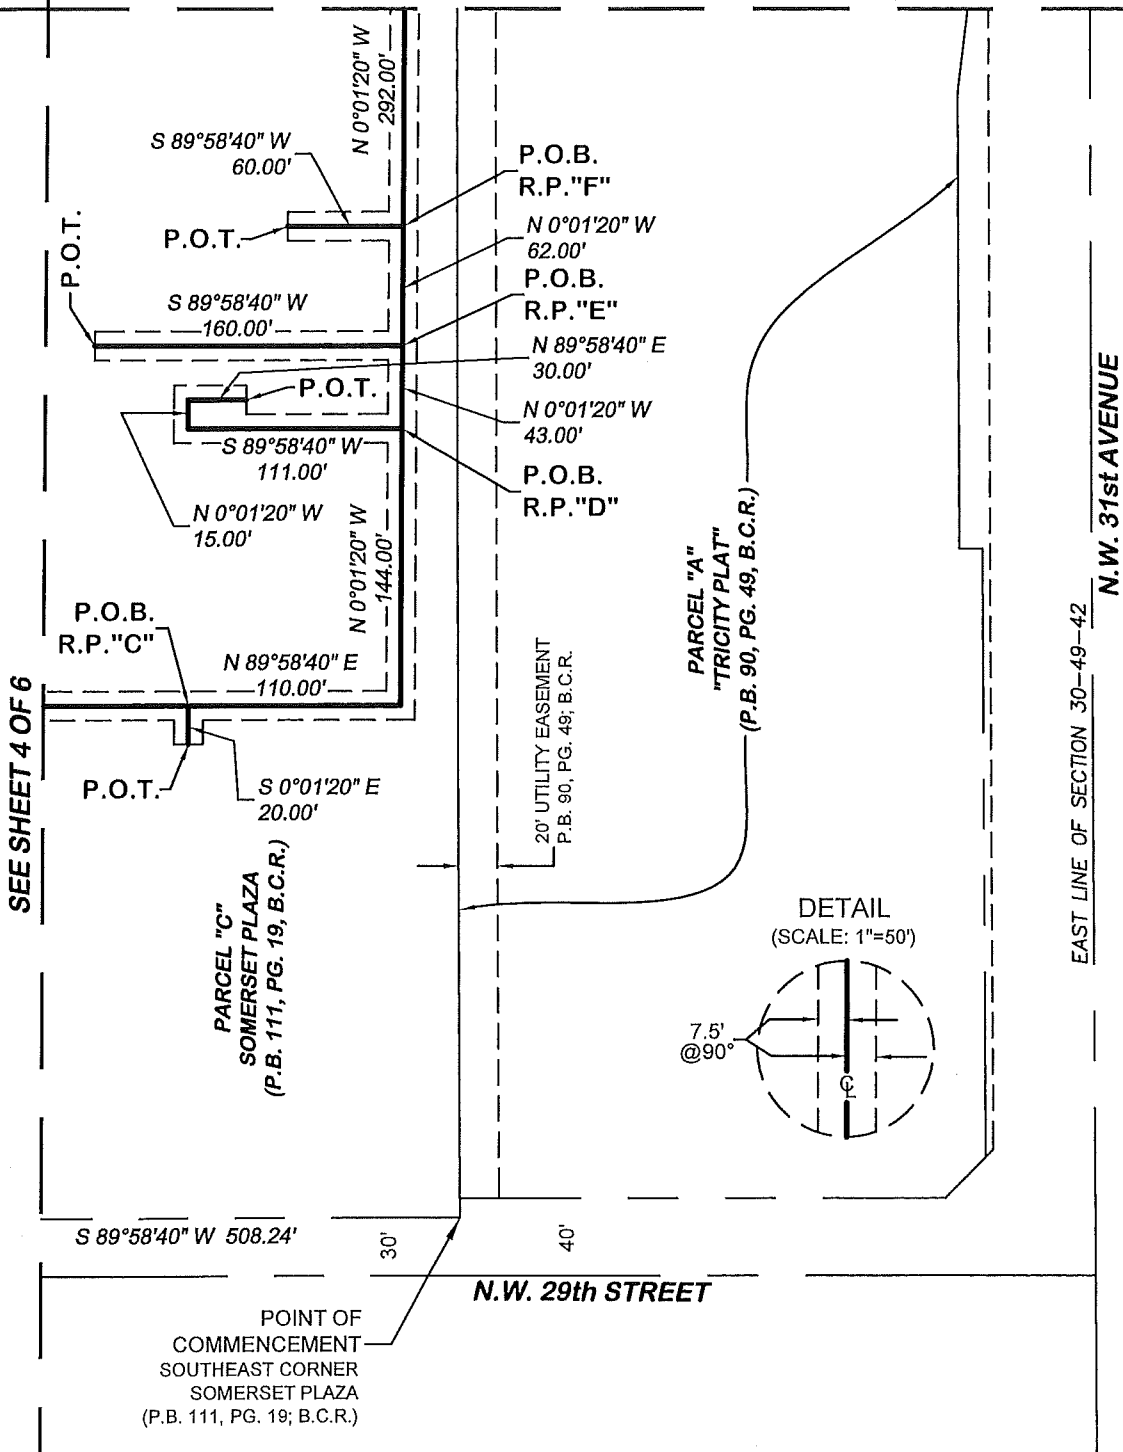 N 0°01'20" W
292.00'
S 89°58'40" W
60.00'
P.O.B.
R.P."F"
P.O.T.
P.O.T.
N 0°01'20" W
62.00'
P.O.B.
R.P."E"
S 89°58'40" W
160.00'
N 89°58'40" E
30.00'
P.O.T.
N 0°01'20" W
43.00'
S 89°58'40" W
111.00'
P.O.B.
R.P."D"
N 0°01'20" W
15.00'
N 0°01'20" W
144.00'
P.O.B.
R.P."C"
N 89°58'40" E
110.00'
P.O.T.
S 0°01'20" E
20.00'
SEE SHEET 4 OF 6
PARCEL "C"
SOMERSET PLAZA
(P.B. 111, PG. 19, B.C.R.)
20' UTILITY EASEMENT
P.B. 90, PG. 49; B.C.R.
PARCEL "A"
"TRICITY PLAT"
(P.B. 90, PG. 49, B.C.R.)
N.W. 31st AVENUE
EAST LINE OF SECTION 30-49-42
DETAIL
(SCALE: 1"=50')
7.5'
@90°
CL
S 89°58'40" W 508.24'
30'
40'
N.W. 29th STREET
POINT OF
COMMENCEMENT
SOUTHEAST CORNER
SOMERSET PLAZA
(P.B. 111, PG. 19; B.C.R.)